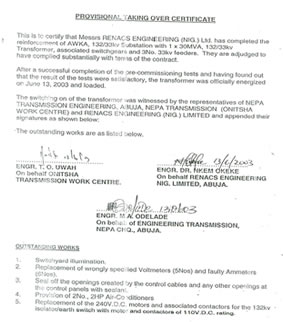 PROVISIONAL TAKING OVER CERTIFICATE
This is to certify that Messrs RENACS ENGINEERING (NIG.) Ltd. has completed the
reinforcement of AWKA, 132/33kv Substation with 1 x 30MVA, 132/33kv
Transformer, associated switchgears and 3No. 33kv feeders. They are adjudged to
have complied substantially with terms of the contract.
After a successful completion of the pre-commissioning tests and having found out
that the result of the tests were satisfactory, the transformer was officially energized
on June 13, 2003 and loaded.
The switching on of the transformer was witnessed by the representatives of NEPA
TRANSMISSION ENGINEERING, ABUJA, NEPA TRANSMISSION (ONITSHA
WORK CENTRE) and RENACS ENGINEERING (NIG.) LIMITED and appended their
signatures as shown below:
The outstanding works are as listed below.
13/6/2003
ENGR. T. O. UWAH
On behalf ONITSHA
TRANSMISSION WORK CENTRE.
ENGR. DR. NKEM OKEKE
On behalf RENACS ENGINEERING
NIG. LIMITED, ABUJA.
ENGR. M.A. ODELADE
On behalf of ENGINEERING TRANSMISSION,
NEPA CHQ., ABUJA.
OUTSTANDING WORKS
1. Switchyard illumination.
2. Replacement of wrongly specified Voltmeters (5Nos) and faulty Ammeters
(5Nos).
3. Seal off the openings created by the control cables and any other openings at
the control panels with sealant.
4. Provision of 2No., 2HP Air-Conditioners
5. Replacement of the 240V.D.C. motors and associated contactors for the 132kv
isolator/earth switch with motor and contactors of 110V.D.C. rating.